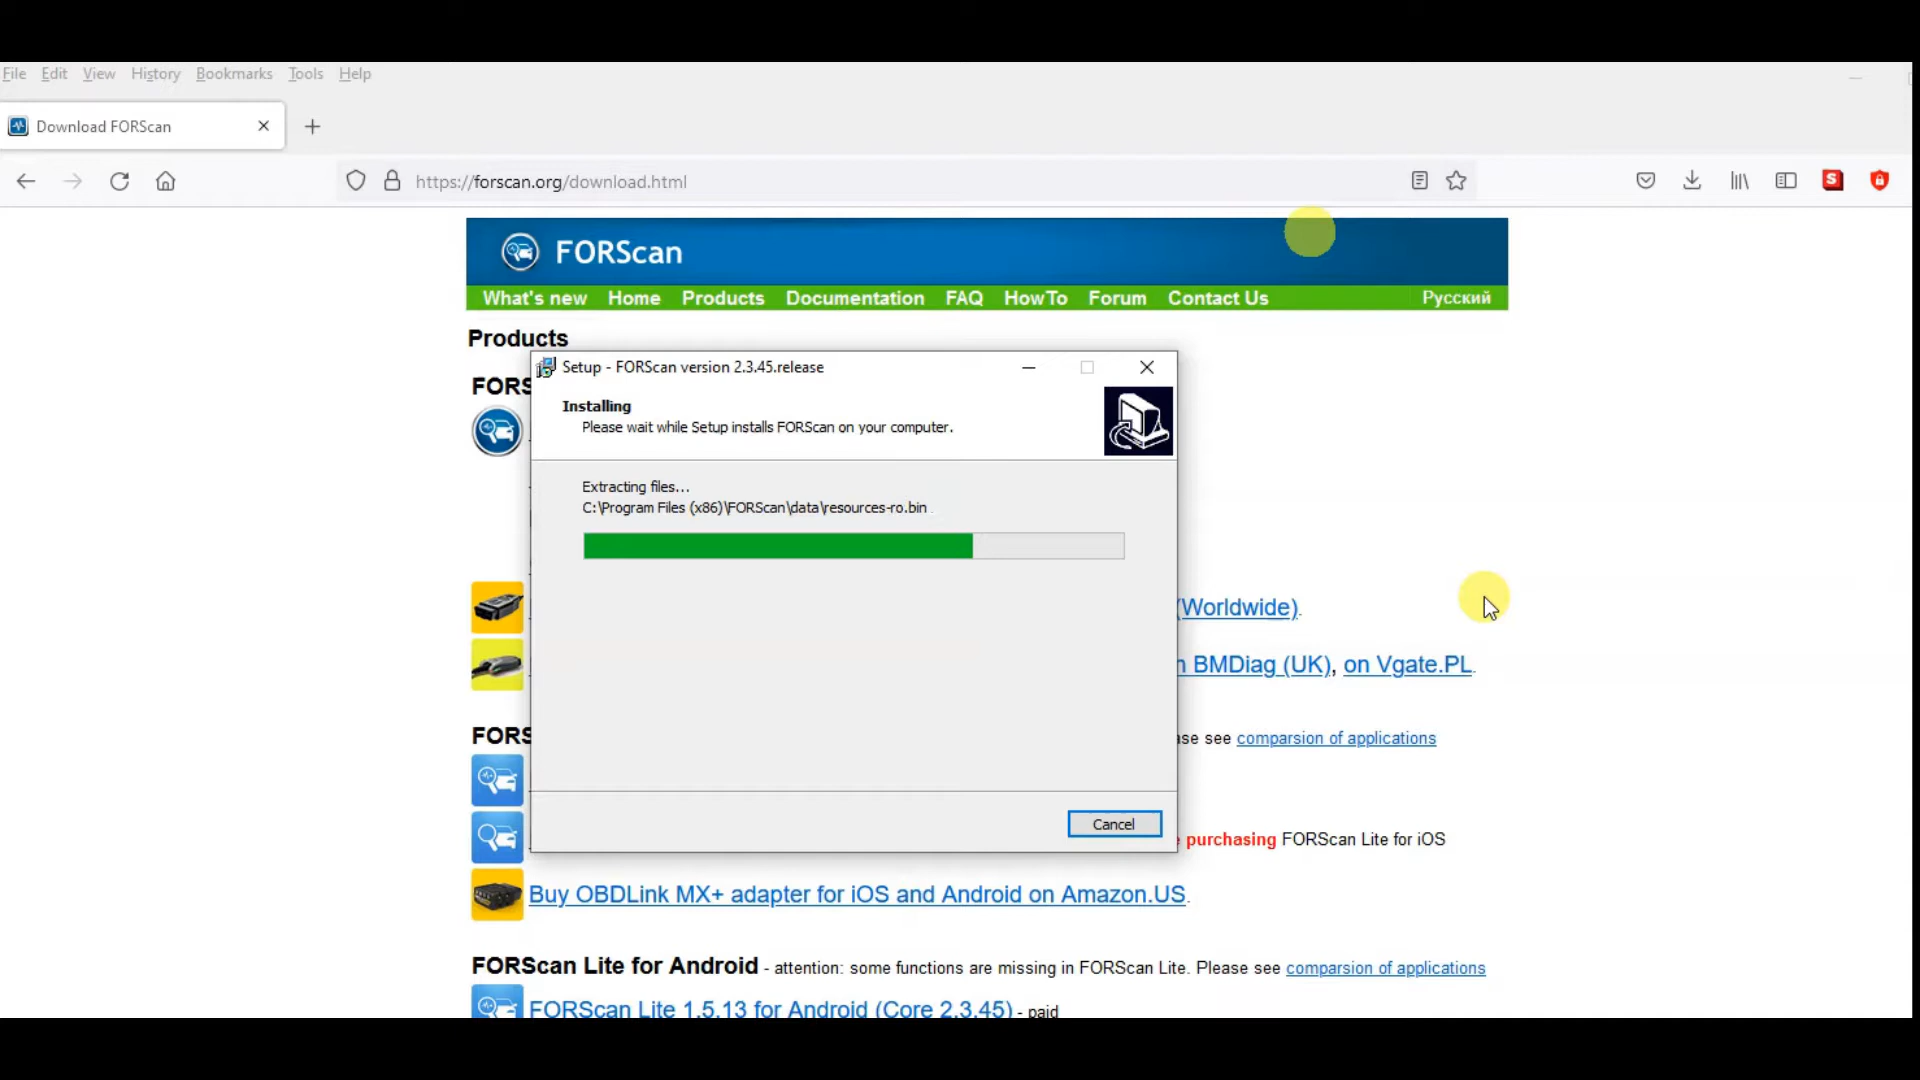 File Edit View History Bookmarks Tools Help
Download FORScan
https://forscan.org/download.html
FORScan
What's new Home Products Documentation FAQ HowTo Forum Contact Us Русский
Products
FORS
Setup - FORScan version 2.3.45.release
Installing
Please wait while Setup installs FORScan on your computer.
Extracting files...
C:\Program Files (x86)\FORScan\data\resources-ro.bin
(Worldwide).
n BMDiag (UK), on Vgate.PL.
FORS
ase see comparsion of applications
Cancel
e purchasing FORScan Lite for iOS
Buy OBDLink MX+ adapter for iOS and Android on Amazon.US.
FORScan Lite for Android - attention: some functions are missing in FORScan Lite. Please see comparsion of applications
FORScan Lite 1.5.13 for Android (Core 2.3.45) - paid